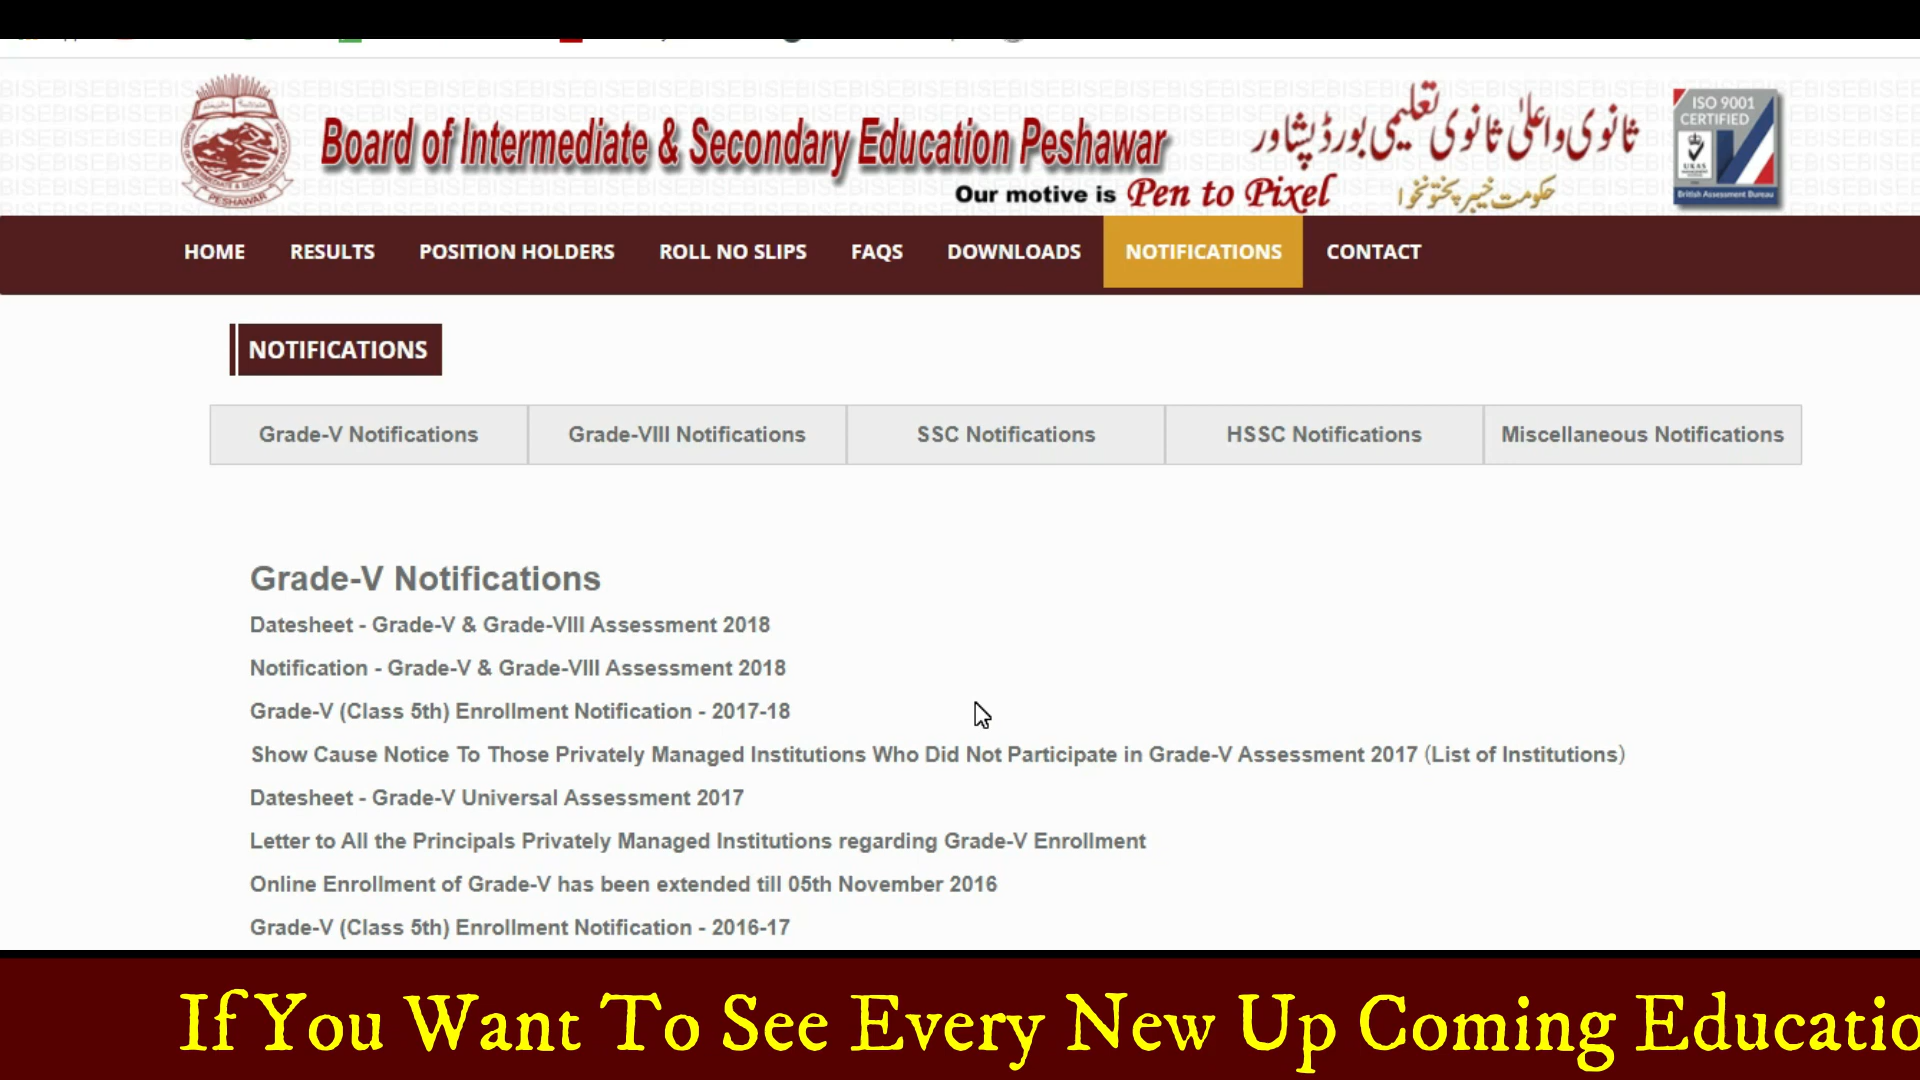 Board of Intermediate & Secondary Education Peshawar
ثانوی واعلیٰ ثانوی تعلیمی بورڈ پشاور
Our motive is Pen to Pixel
حکومت خیبر پختونخوا
PESHAWAR
ISO 9001
CERTIFIED
UKAS
British Assessment Bureau
HOME RESULTS POSITION HOLDERS ROLL NO SLIPS FAQS DOWNLOADS NOTIFICATIONS CONTACT
NOTIFICATIONS
Grade-V Notifications Grade-VIII Notifications SSC Notifications HSSC Notifications Miscellaneous Notifications
Grade-V Notifications
Datesheet - Grade-V & Grade-VIII Assessment 2018
Notification - Grade-V & Grade-VIII Assessment 2018
Grade-V (Class 5th) Enrollment Notification - 2017-18
Show Cause Notice To Those Privately Managed Institutions Who Did Not Participate in Grade-V Assessment 2017 (List of Institutions)
Datesheet - Grade-V Universal Assessment 2017
Letter to All the Principals Privately Managed Institutions regarding Grade-V Enrollment
Online Enrollment of Grade-V has been extended till 05th November 2016
Grade-V (Class 5th) Enrollment Notification - 2016-17
If You Want To See Every New Up Coming Educatio